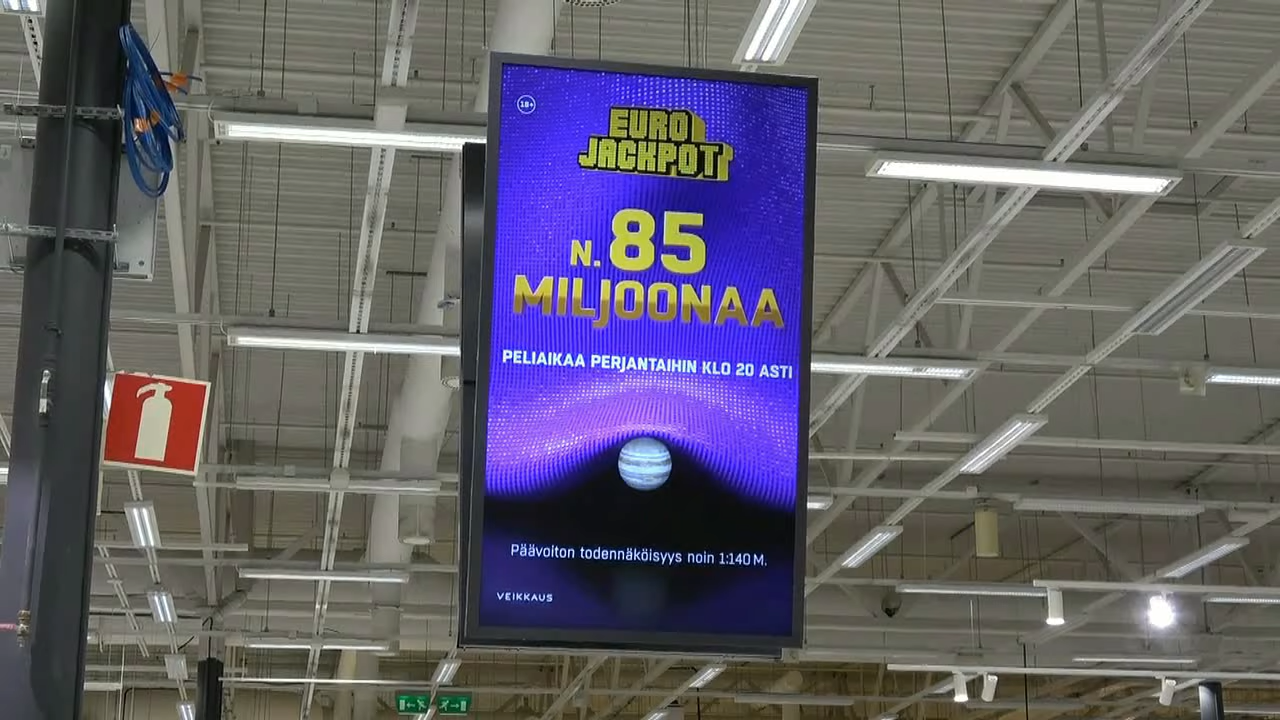 18+
EURO
JACKPOT
N. 85
MILJOONAA
PELIAIKAA PERJANTAIHIN KLO 20 ASTI
Päävoiton todennäköisyys noin 1:140 M.
VEIKKAUS